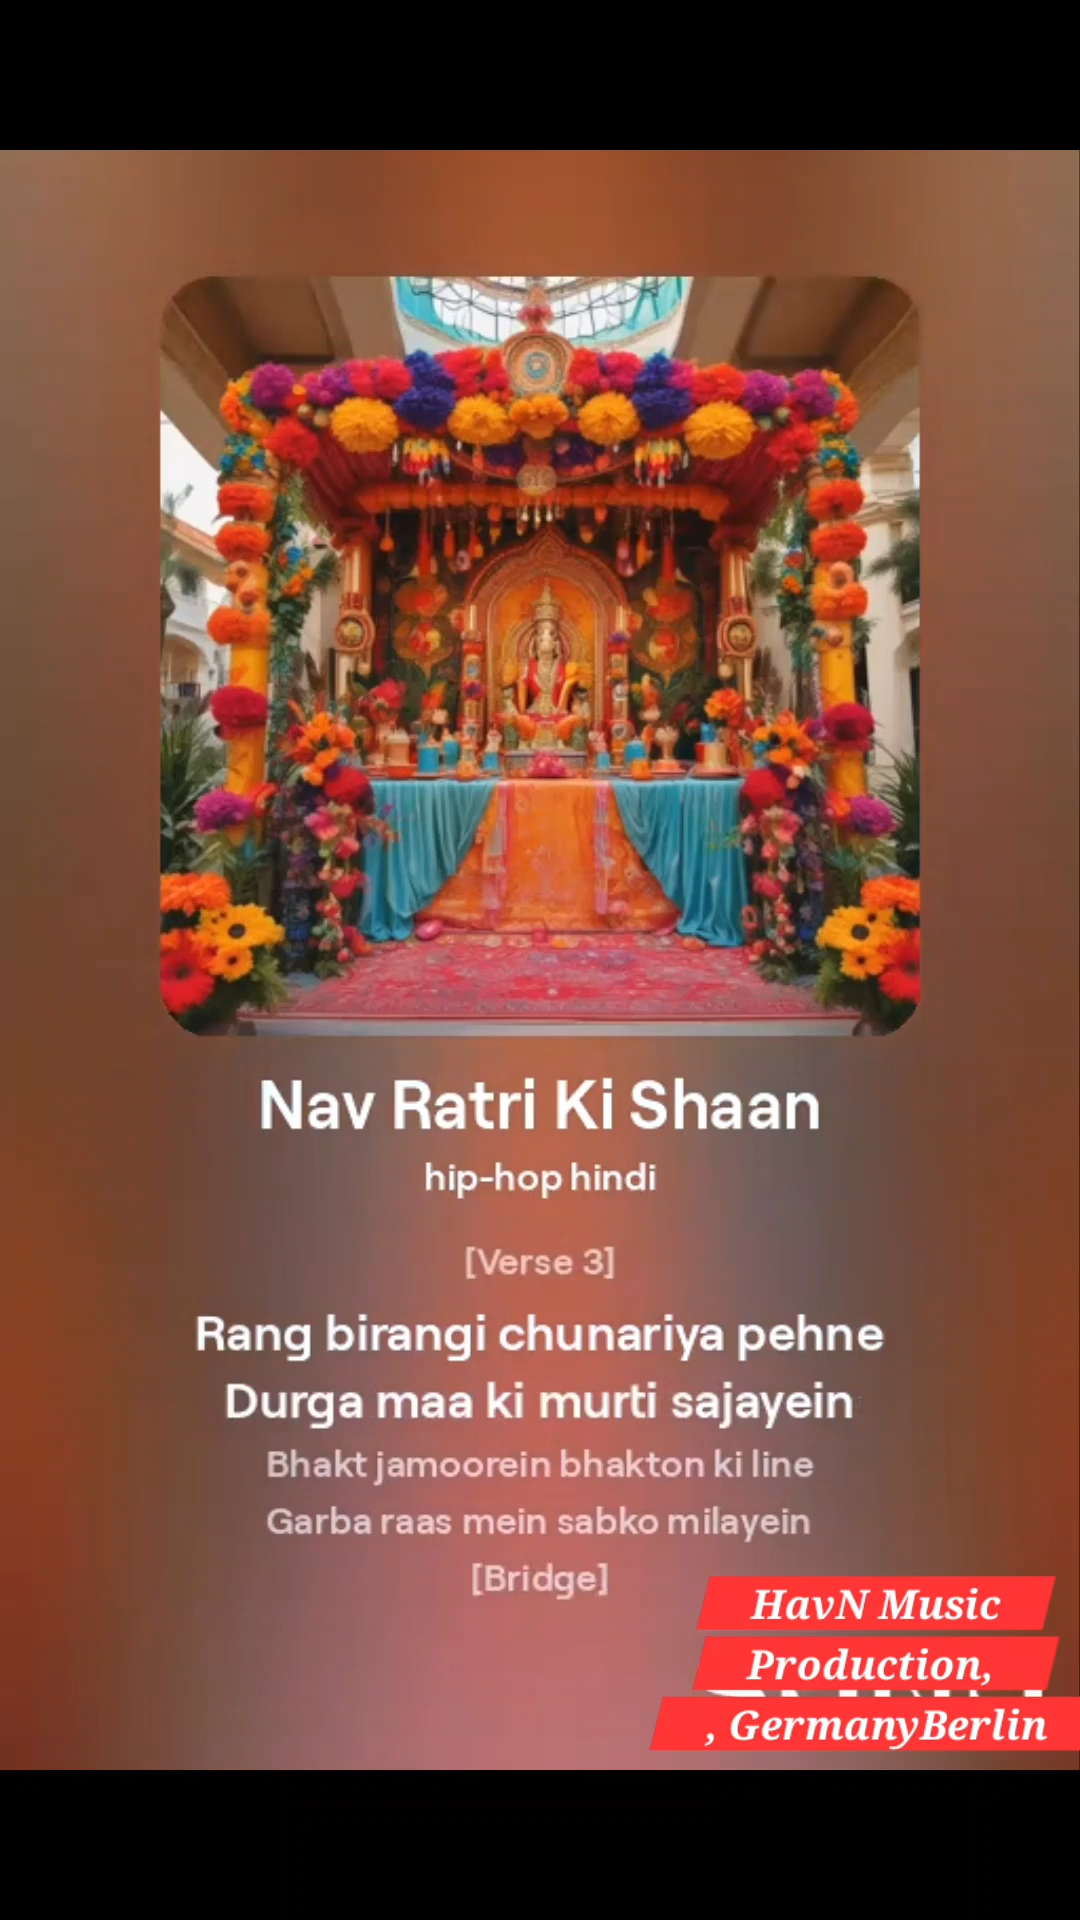 Nav Ratri Ki Shaan
hip-hop hindi
[Verse 3]
Rang birangi chunariya pehne
Durga maa ki murti sajayein
Bhakt jamoorein bhakton ki line
Garba raas mein sabko milayein
[Bridge]
HavN Music
Production,
, GermanyBerlin